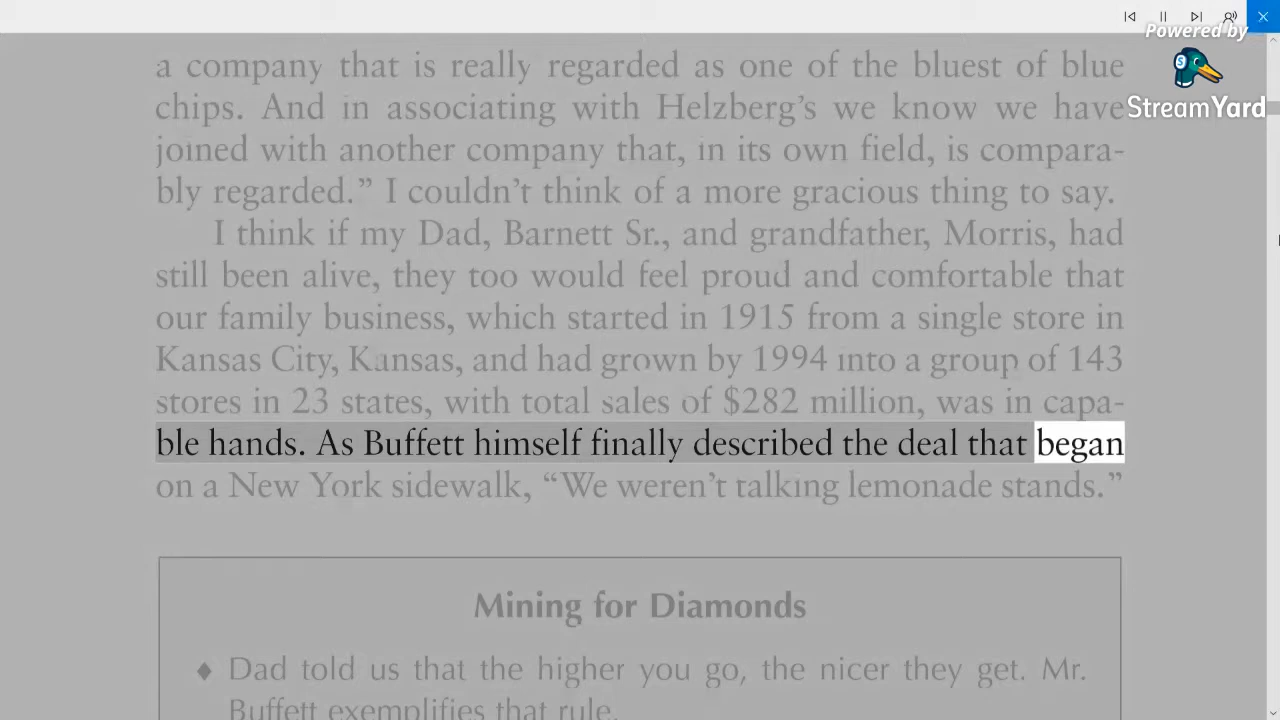 Powered by
StreamYard
a company that is really regarded as one of the bluest of blue
chips. And in associating with Helzberg’s we know we have
joined with another company that, in its own field, is compara-
bly regarded.” I couldn’t think of a more gracious thing to say.
I think if my Dad, Barnett Sr., and grandfather, Morris, had
still been alive, they too would feel proud and comfortable that
our family business, which started in 1915 from a single store in
Kansas City, Kansas, and had grown by 1994 into a group of 143
stores in 23 states, with total sales of $282 million, was in capa-
ble hands. As Buffett himself finally described the deal that began
on a New York sidewalk, “We weren’t talking lemonade stands.”
Mining for Diamonds
♦ Dad told us that the higher you go, the nicer they get. Mr.
Buffett exemplifies that rule.